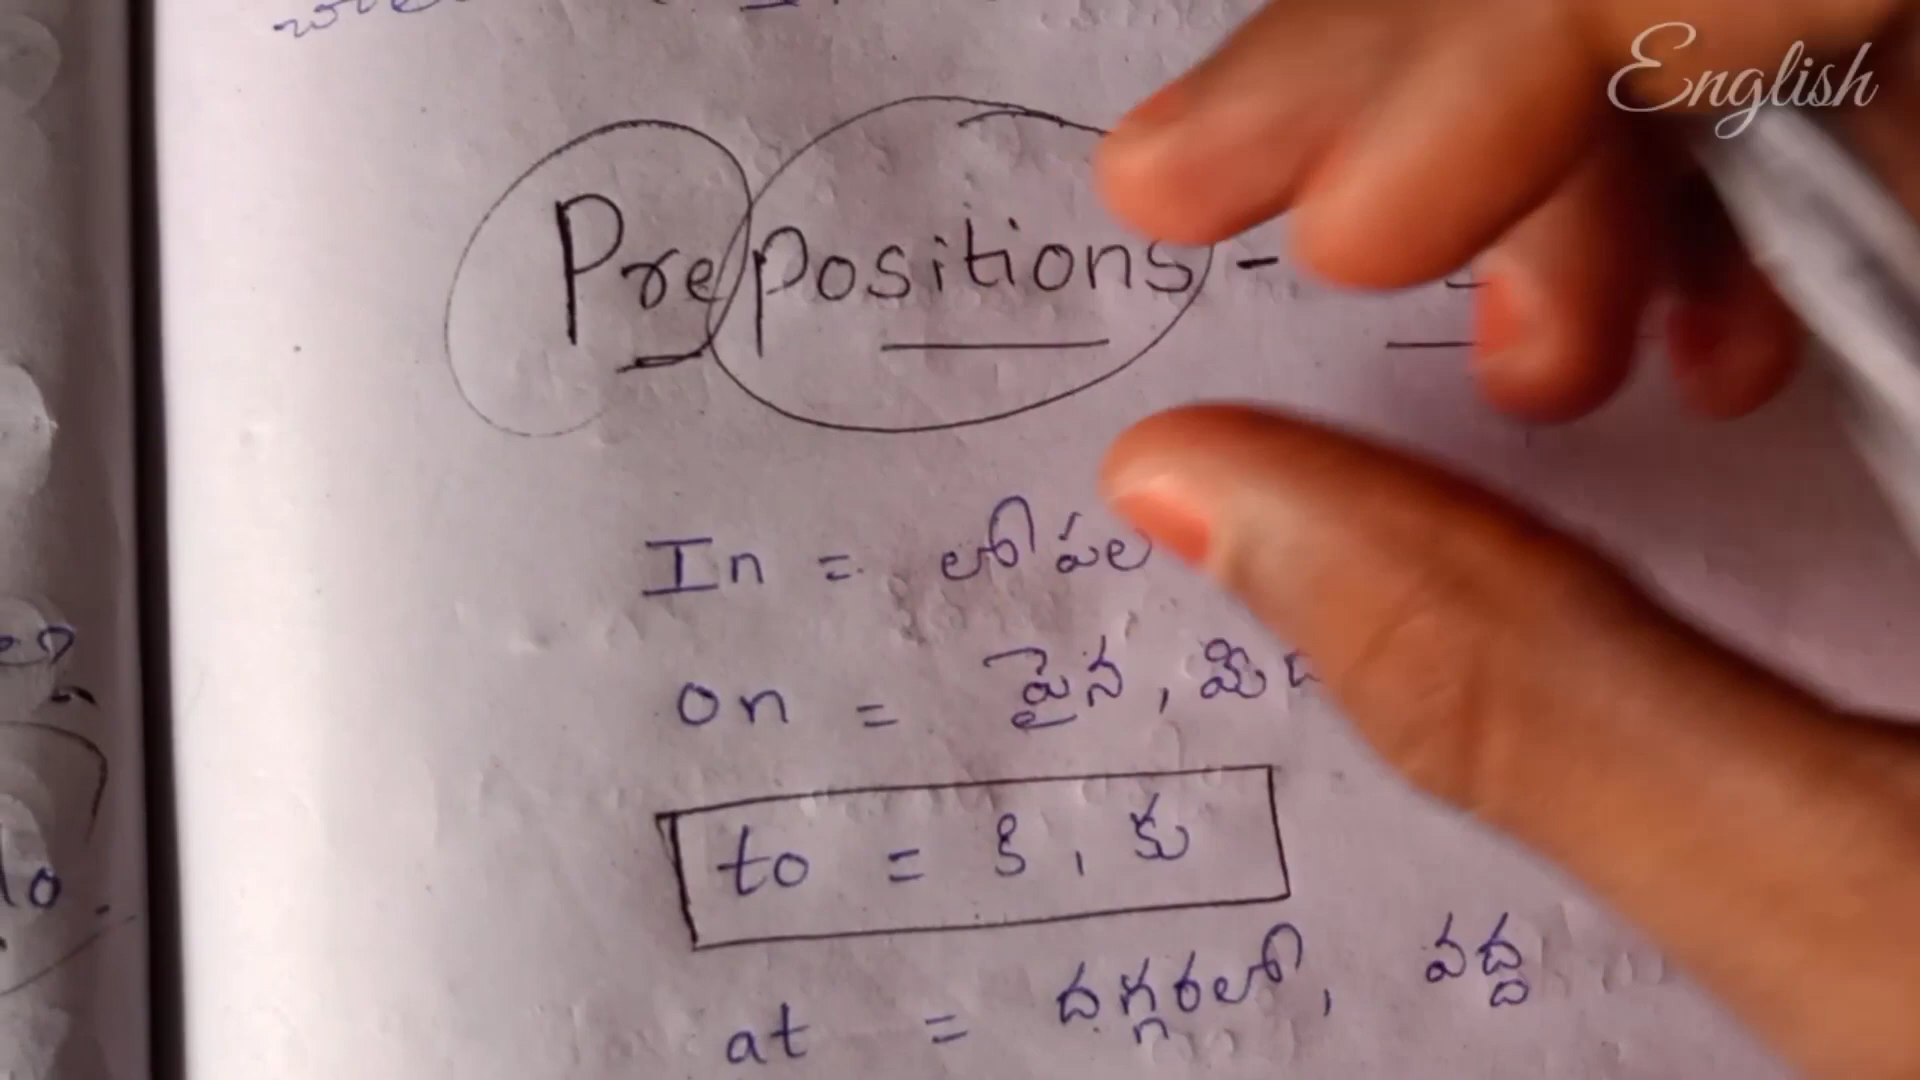 English
Prepositions -
In = లోపల
on = పైన,
to = కి, కు
at = దగ్గరలో, వద్ద